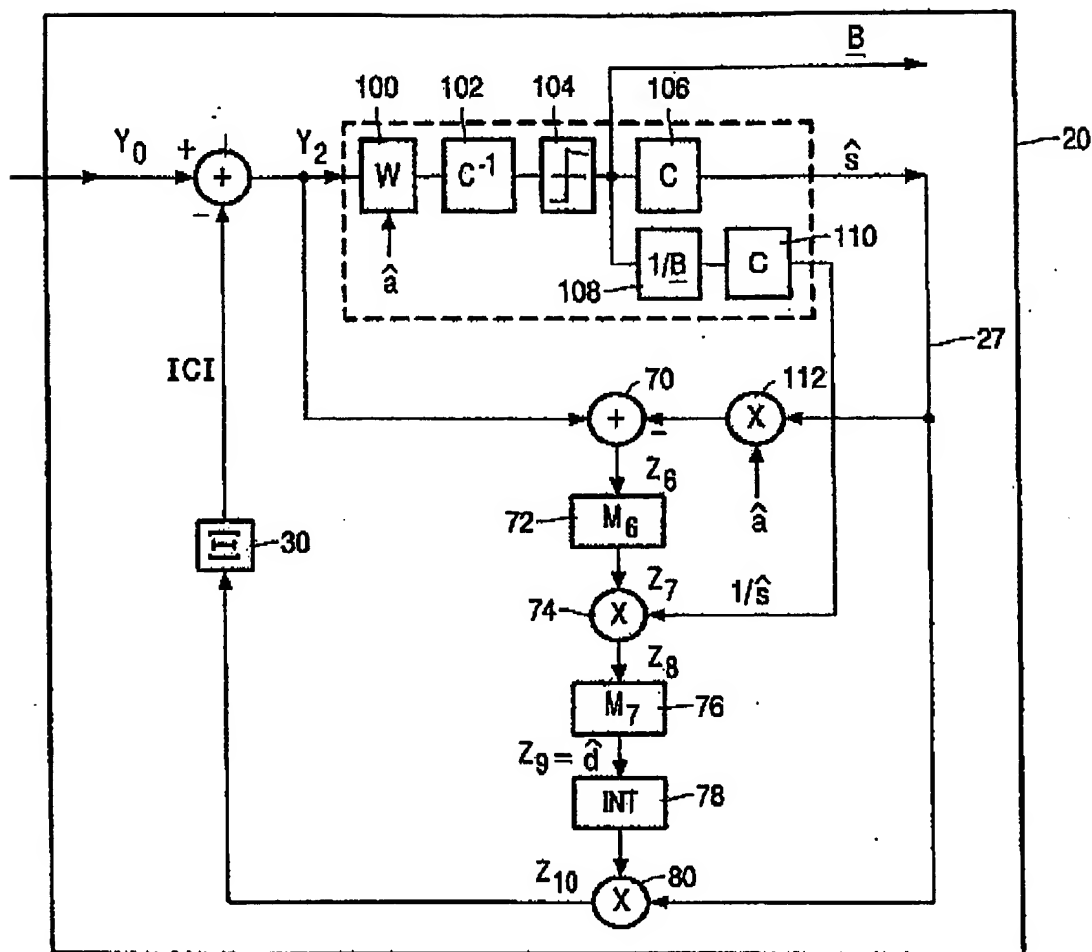 B
100
102
104
106
20
Y0
+
+
-
Y2
W
C-1
C
ŝ
110
â
1/B
C
108
27
ICI
70
112
+
-
X
Z6
â
72
M6
Ξ
30
Z7
1/ŝ
74
X
Z8
M7
76
Z9 = d̂
INT
78
Z10
80
X